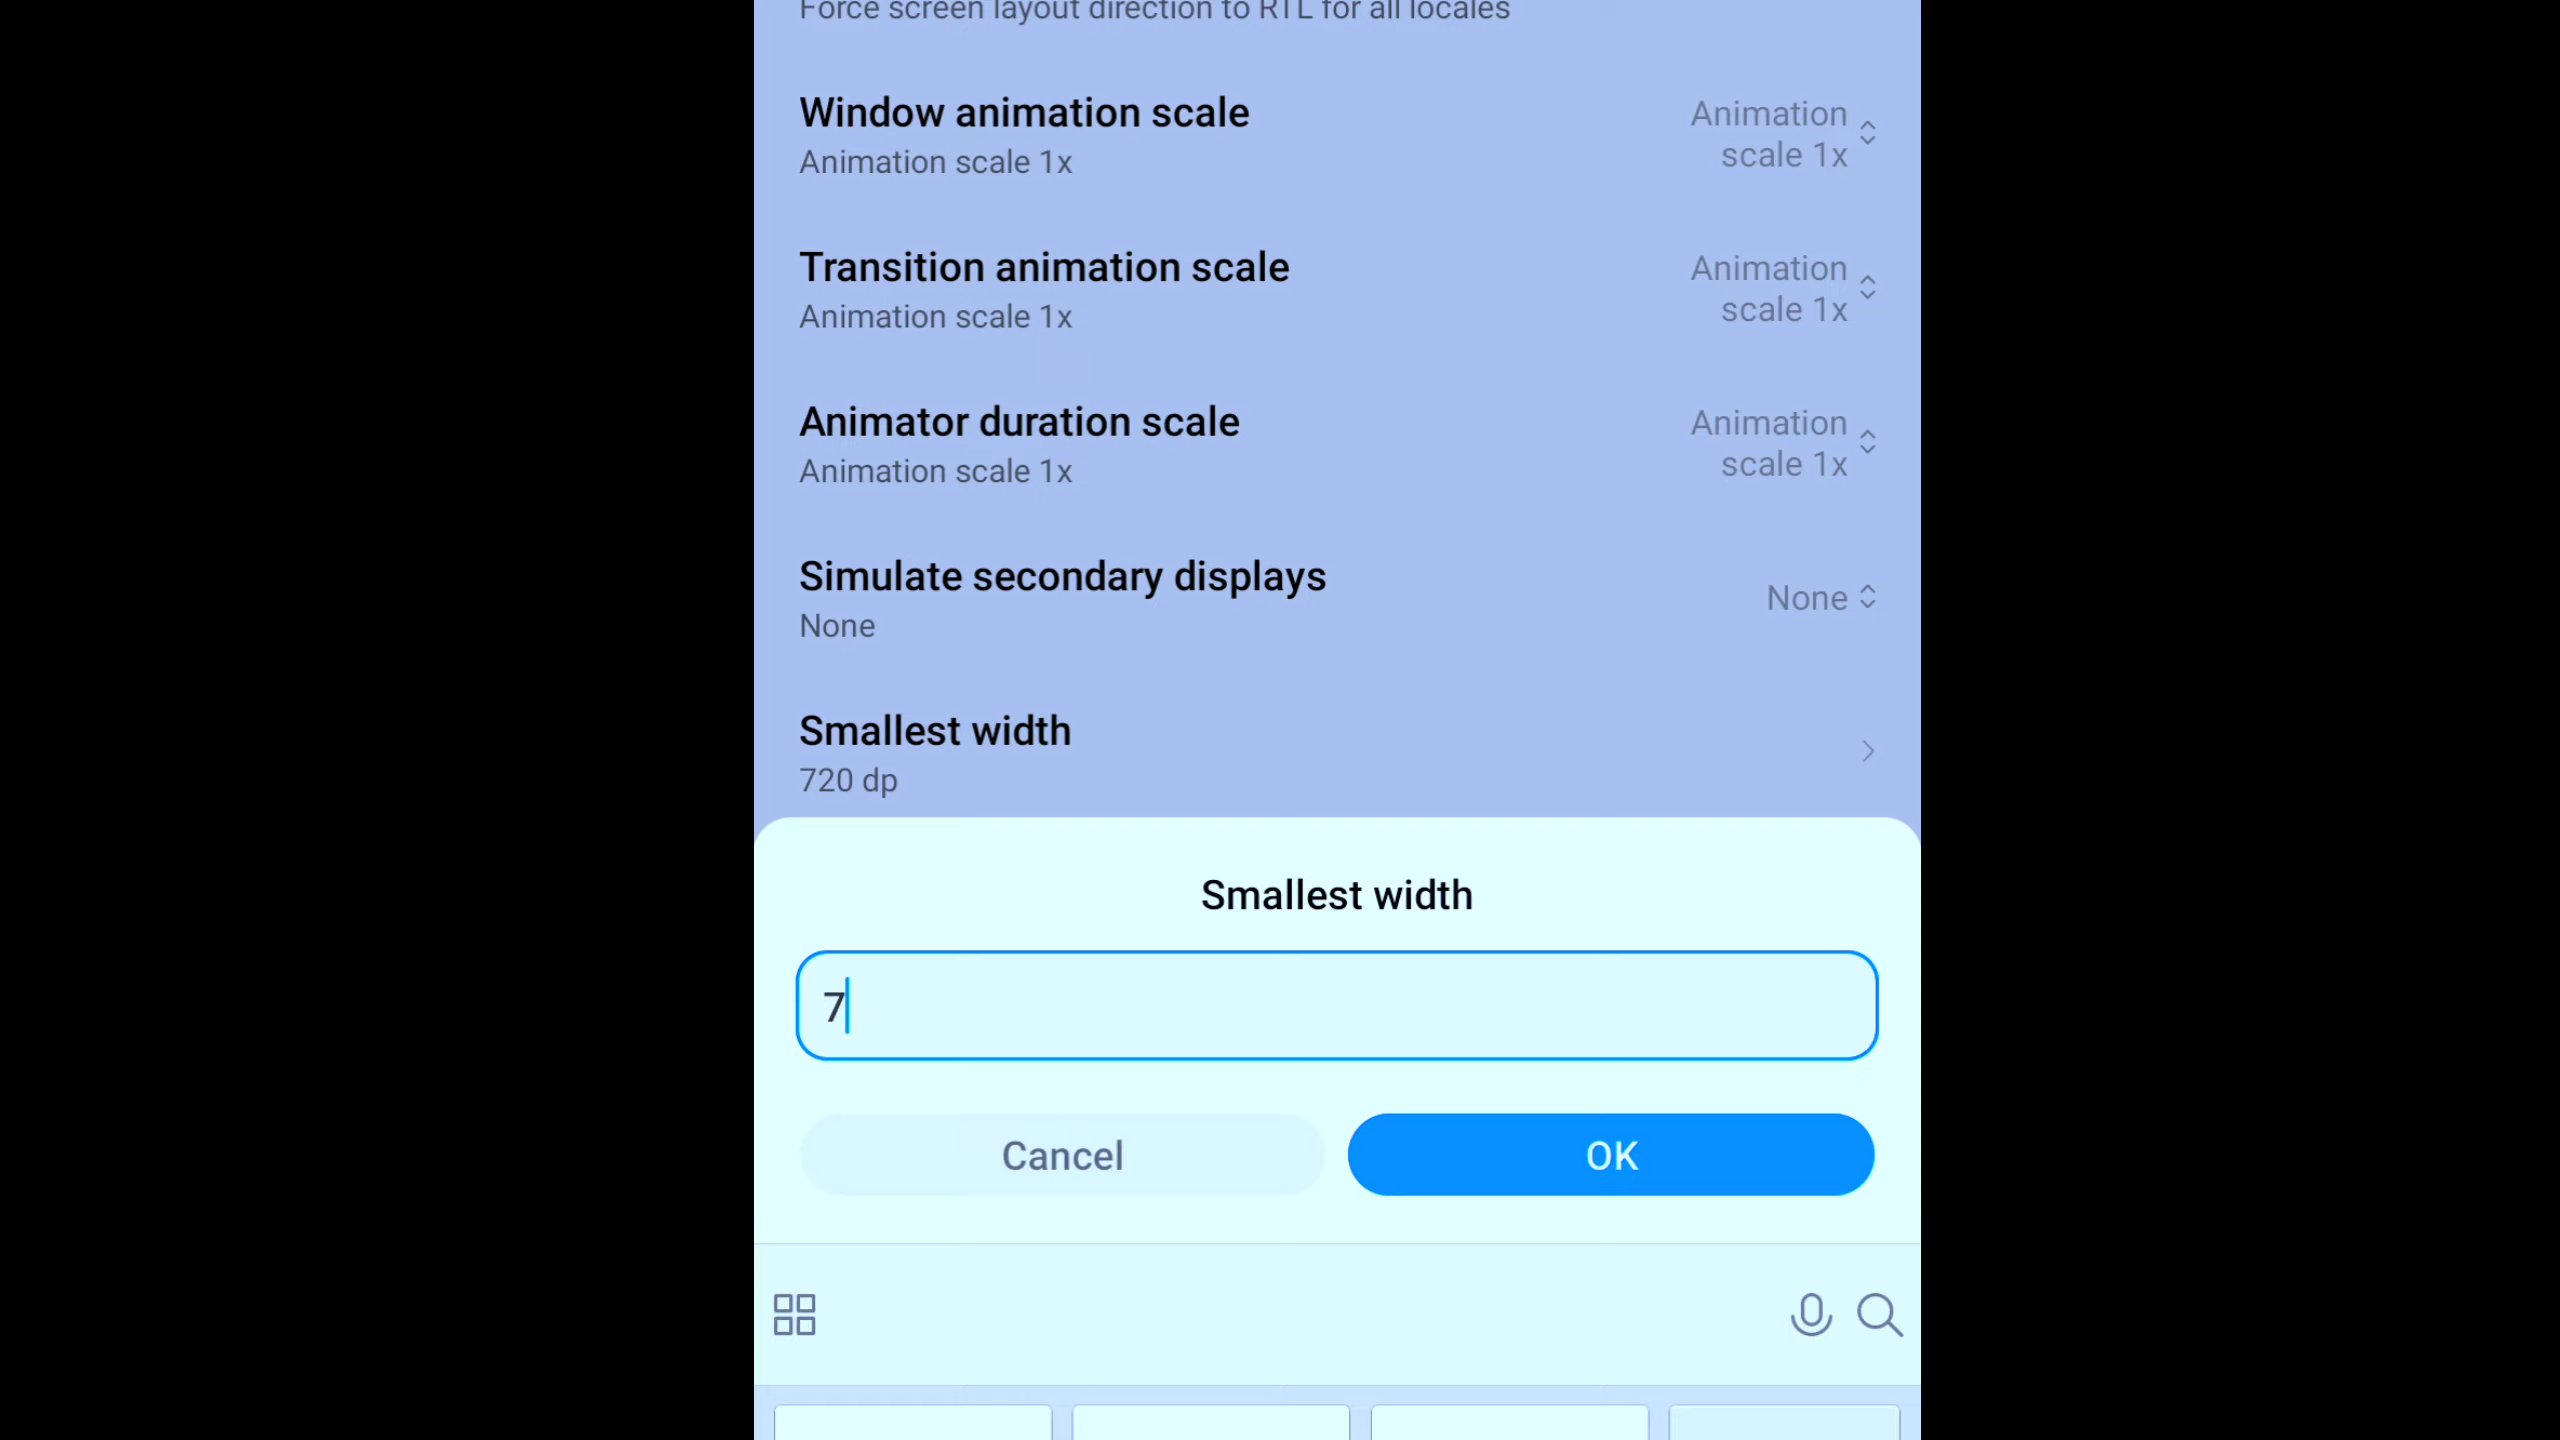 Force screen layout direction to RTL for all locales
Window animation scale
Animation scale 1x
Animation
scale 1x
Transition animation scale
Animation scale 1x
Animation
scale 1x
Animator duration scale
Animation scale 1x
Animation
scale 1x
Simulate secondary displays
None
None
Smallest width
720 dp
Smallest width
7
Cancel
OK